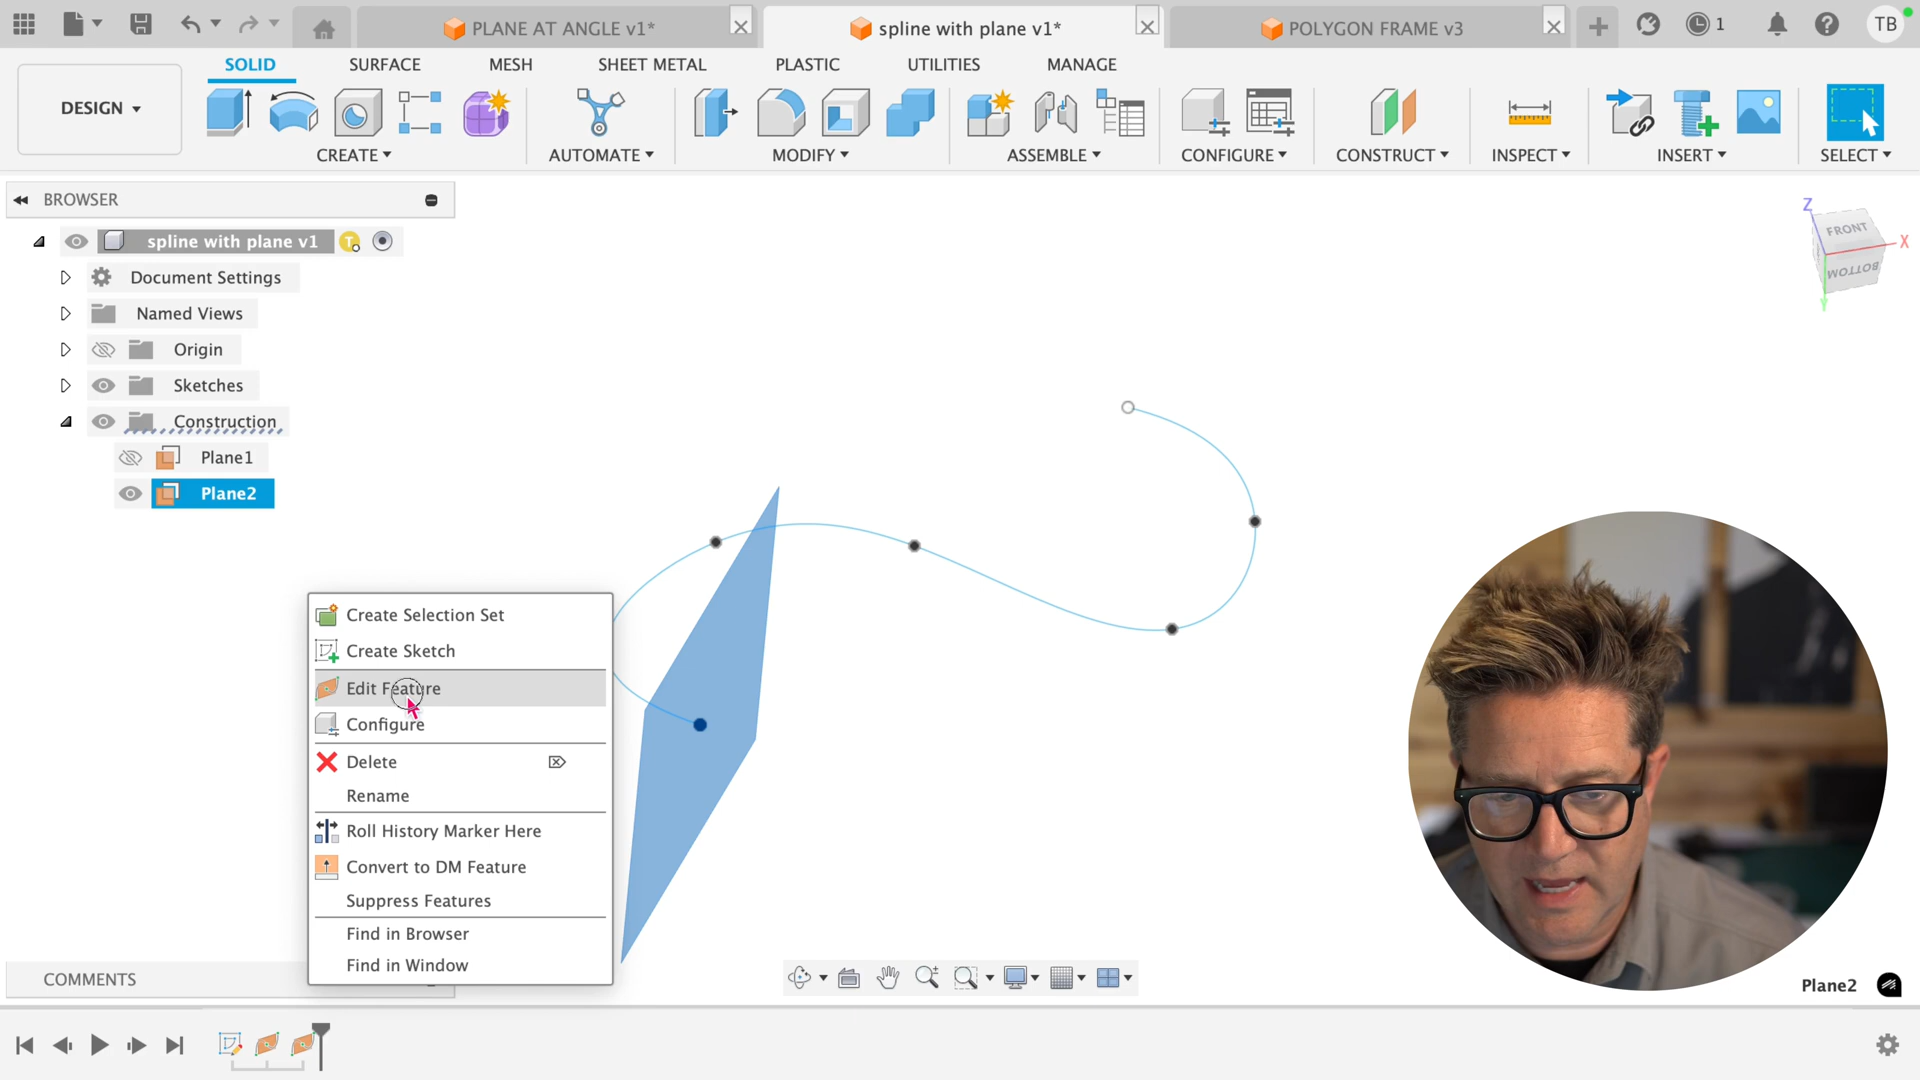 PLANE AT ANGLE v1*
spline with plane v1*
POLYGON FRAME v3
1
TB
DESIGN
SOLID
SURFACE
MESH
SHEET METAL
PLASTIC
UTILITIES
MANAGE
CREATE
AUTOMATE
MODIFY
ASSEMBLE
CONFIGURE
CONSTRUCT
INSPECT
INSERT
SELECT
BROWSER
spline with plane v1
T
Document Settings
Named Views
Origin
Sketches
Construction
Plane1
Plane2
Z
FRONT
X
BOTTOM
Y
Create Selection Set
Create Sketch
Edit Feature
Configure
Delete
Rename
Roll History Marker Here
Convert to DM Feature
Suppress Features
Find in Browser
Find in Window
COMMENTS
Plane2